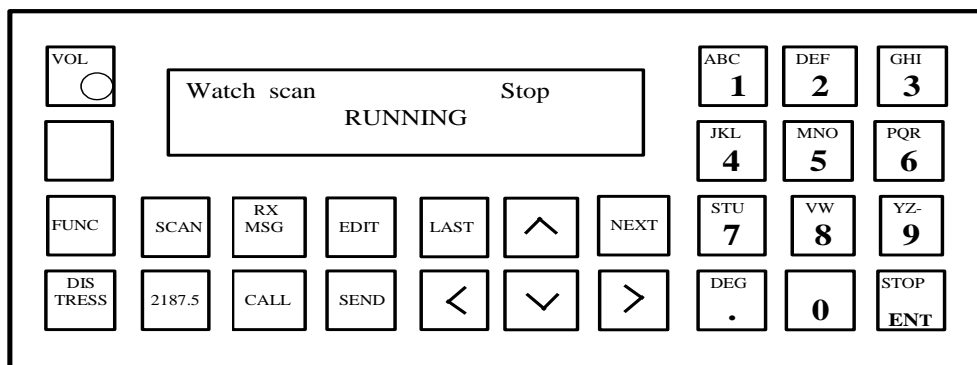 VOL
Watch scan Stop
RUNNING
ABC
1
DEF
2
GHI
3
JKL
4
MNO
5
PQR
6
FUNC
SCAN
RX
MSG
EDIT
LAST
NEXT
STU
7
VW
8
YZ-
9
DIS
TRESS
2187.5
CALL
SEND
DEG
.
0
STOP
ENT